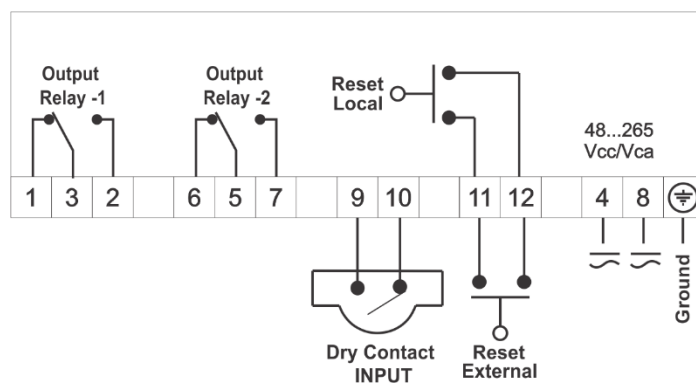 Output
Relay -1
Output
Relay -2
Reset
Local
48...265
Vcc/Vca
1 3 2 6 5 7 9 10 11 12 4 8
Ground
Dry Contact
INPUT
Reset
External